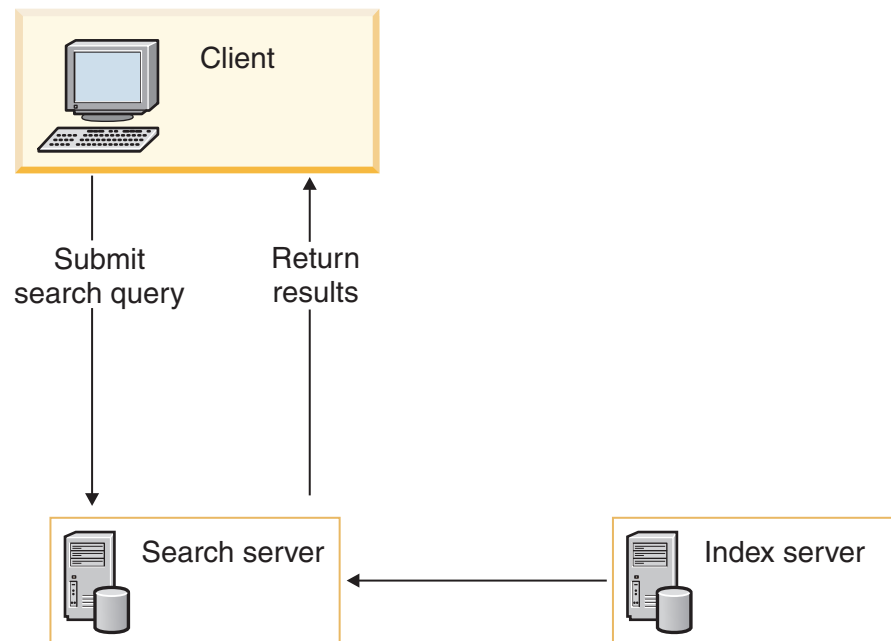 Client
Submit
search query
Return
results
Search server
Index server